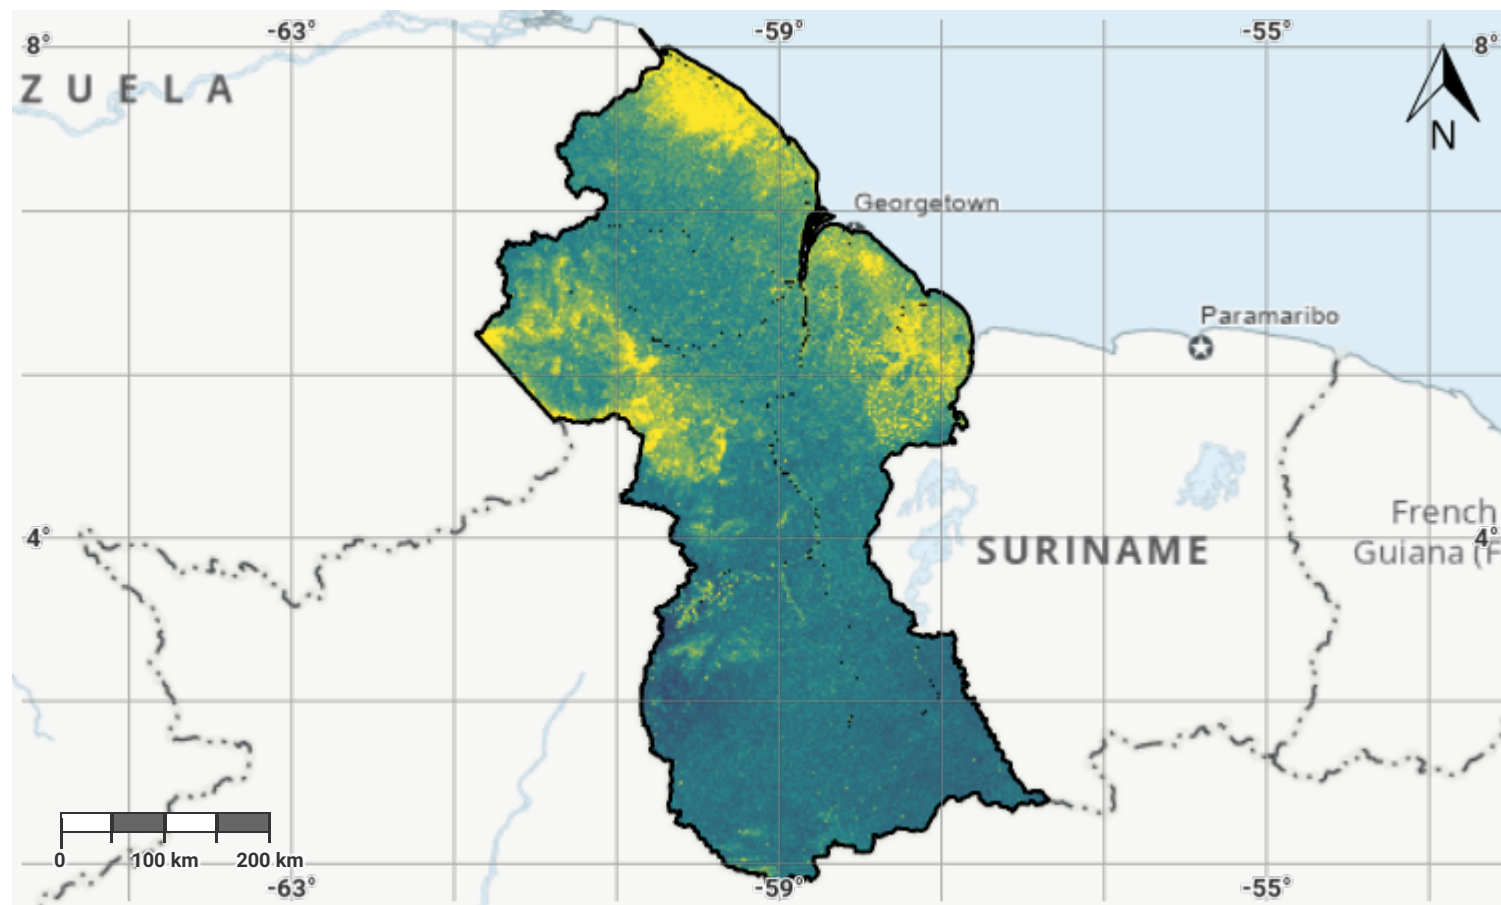 -63° -59° -55°
8° 8°
Z U E L A
N
Georgetown
Paramaribo
French
4° SURINAME 4°
Guiana (F
0 100 km 200 km
-63° -59° -55°